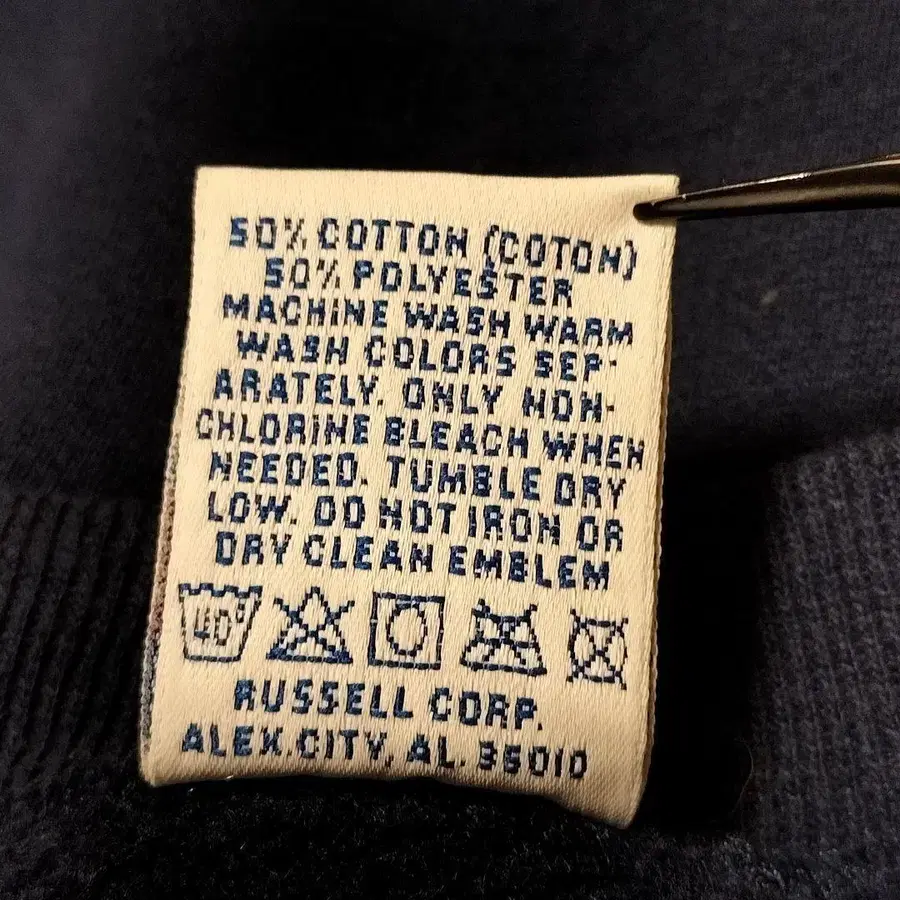 50% COTTON (COTON)
50% POLYESTER
MACHINE WASH WARM
WASH COLORS SEP-
ARATELY. ONLY NON-
CHLORINE BLEACH WHEN
NEEDED. TUMBLE DRY
LOW. DO NOT IRON OR
DRY CLEAN EMBLEM
40°
RUSSELL CORP.
ALEX.CITY, AL. 35010